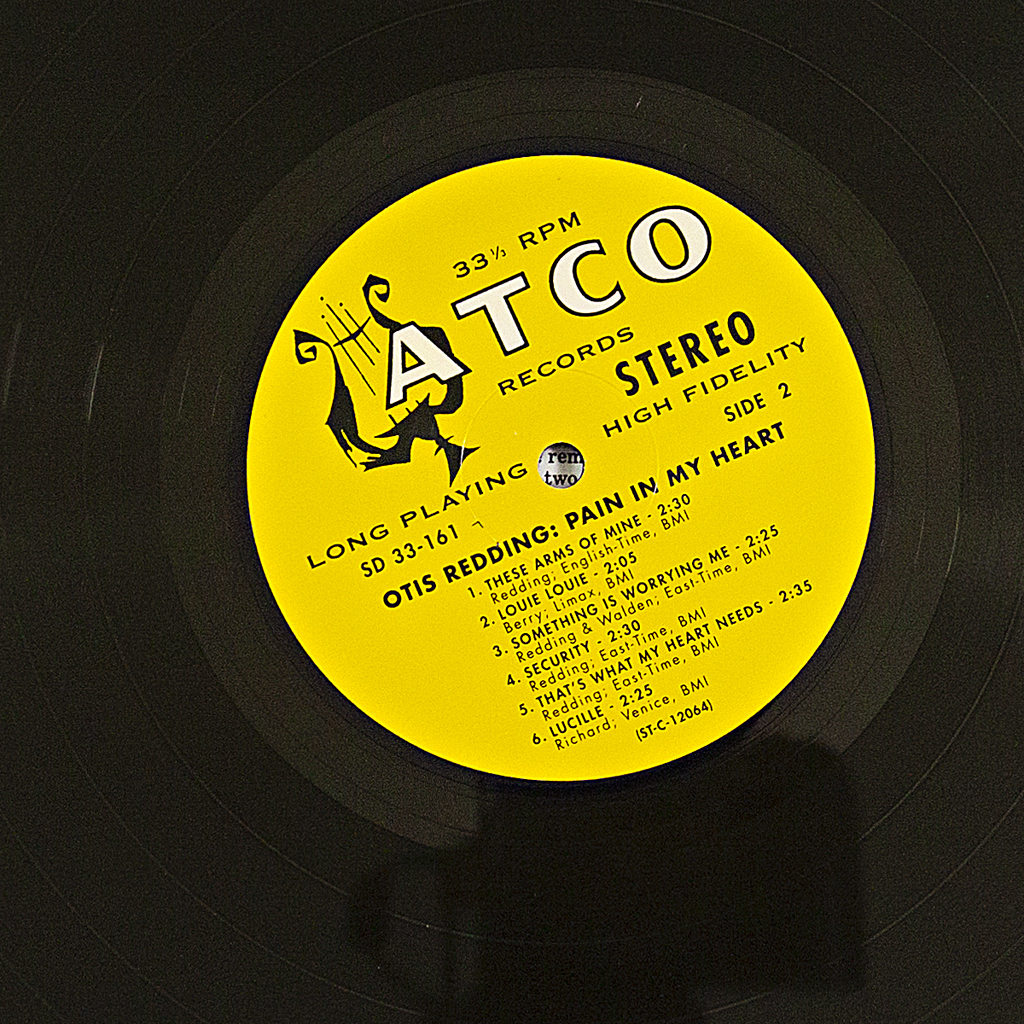 33⅓ RPM
ATCO
RECORDS
STEREO
HIGH FIDELITY
SIDE 2
LONG PLAYING
SD 33-161
rem
two
OTIS REDDING: PAIN IN MY HEART
1. THESE ARMS OF MINE - 2:30
Redding; English-Time, BMI
2. LOUIE LOUIE - 2:05
Berry; Limax, BMI
3. SOMETHING IS WORRYING ME - 2:25
Redding & Walden; East-Time, BMI
4. SECURITY - 2:30
Redding; East-Time, BMI
5. THAT'S WHAT MY HEART NEEDS - 2:35
Redding; East-Time, BMI
6. LUCILLE - 2:25
Richard; Venice, BMI
(ST-C-12064)